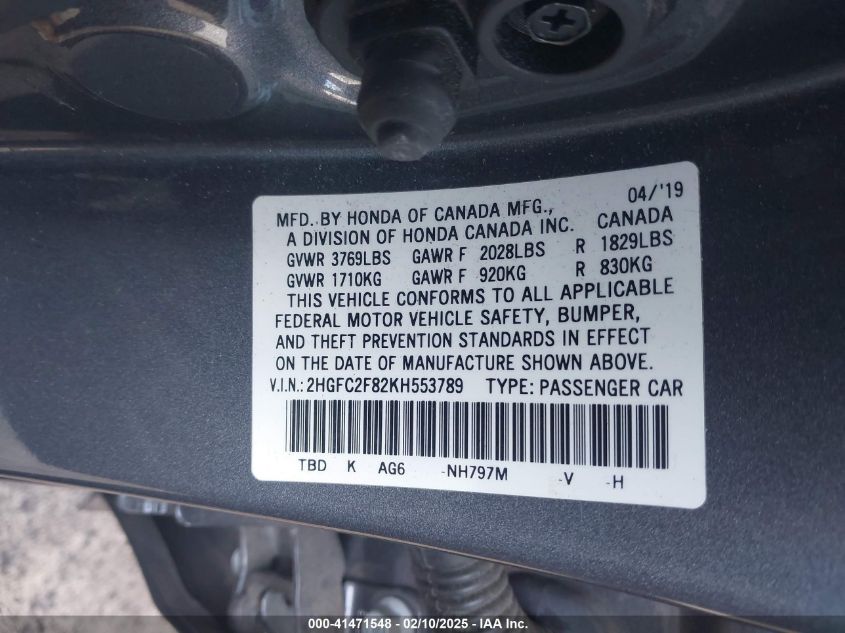 04/'19
MFD. BY HONDA OF CANADA MFG.,
A DIVISION OF HONDA CANADA INC. CANADA
GVWR 3769LBS GAWR F 2028LBS R 1829LBS
GVWR 1710KG GAWR F 920KG R 830KG
THIS VEHICLE CONFORMS TO ALL APPLICABLE
FEDERAL MOTOR VEHICLE SAFETY, BUMPER,
AND THEFT PREVENTION STANDARDS IN EFFECT
ON THE DATE OF MANUFACTURE SHOWN ABOVE.
V.I.N.: 2HGFC2F82KH553789 TYPE: PASSENGER CAR
TBD K AG6 -NH797M -V -H
000-41471548 - 02/10/2025 - IAA Inc.